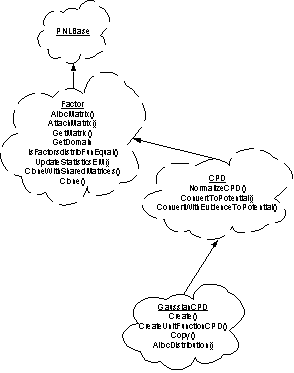 PNLBase
Factor
AllocMatrix()
AttachMatrix()
GetMatrix()
GetDomain
IsFactorsDistribFunEqual()
UpdateStatisticsEM()
CloneWithSharedMatrices()
Clone()
CPD
NormalizeCPD()
ConvertToPotential()
ConvertWithEvidenceToPotential()
GaussianCPD
Create()
CreateUnitFunctionCPD()
Copy()
AllocDistribution()